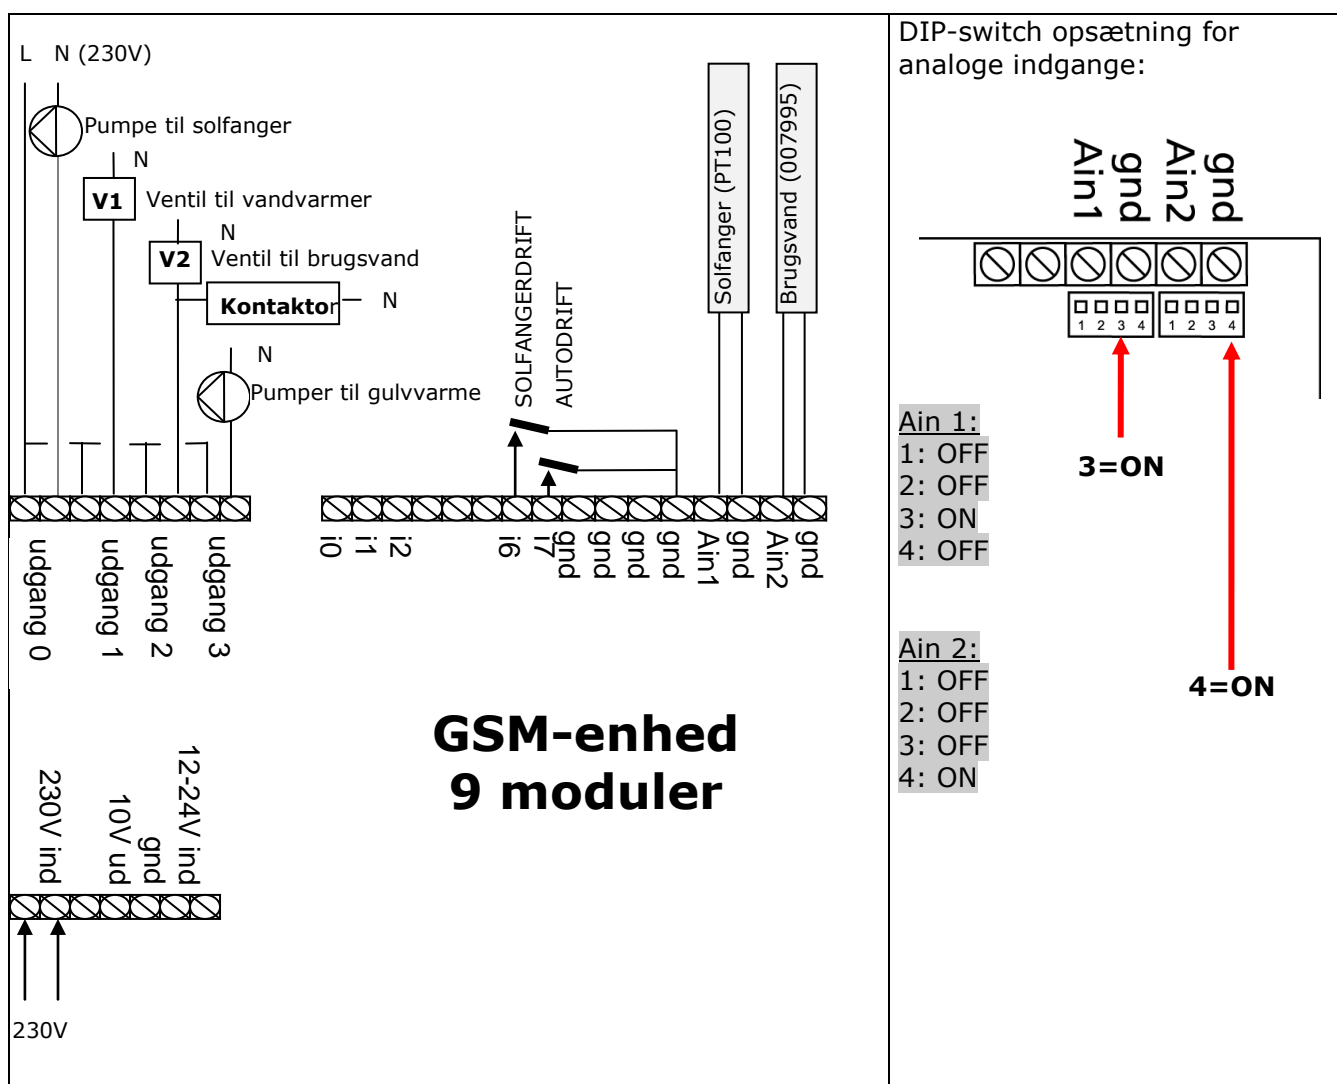 L N (230V)
Pumpe til solfanger
N
V1 Ventil til vandvarmer
N
V2 Ventil til brugsvand
Kontaktor N
N
Pumper til gulvvarme
SOLFANGERDRIFT
AUTODRIFT
Solfanger (PT100)
Brugsvand (007995)
udgang 0
udgang 1
udgang 2
udgang 3
i0
i1
i2
i6
i7
gnd
gnd
gnd
gnd
Ain1
gnd
Ain2
gnd
GSM-enhed
9 moduler
230V ind
10V ud
gnd
12-24V ind
230V
DIP-switch opsætning for
analoge indgange:
Ain1
gnd
Ain2
gnd
1 2 3 4 1 2 3 4
Ain 1:
1: OFF
2: OFF
3: ON
4: OFF
3=ON
Ain 2:
1: OFF
2: OFF
3: OFF
4: ON
4=ON